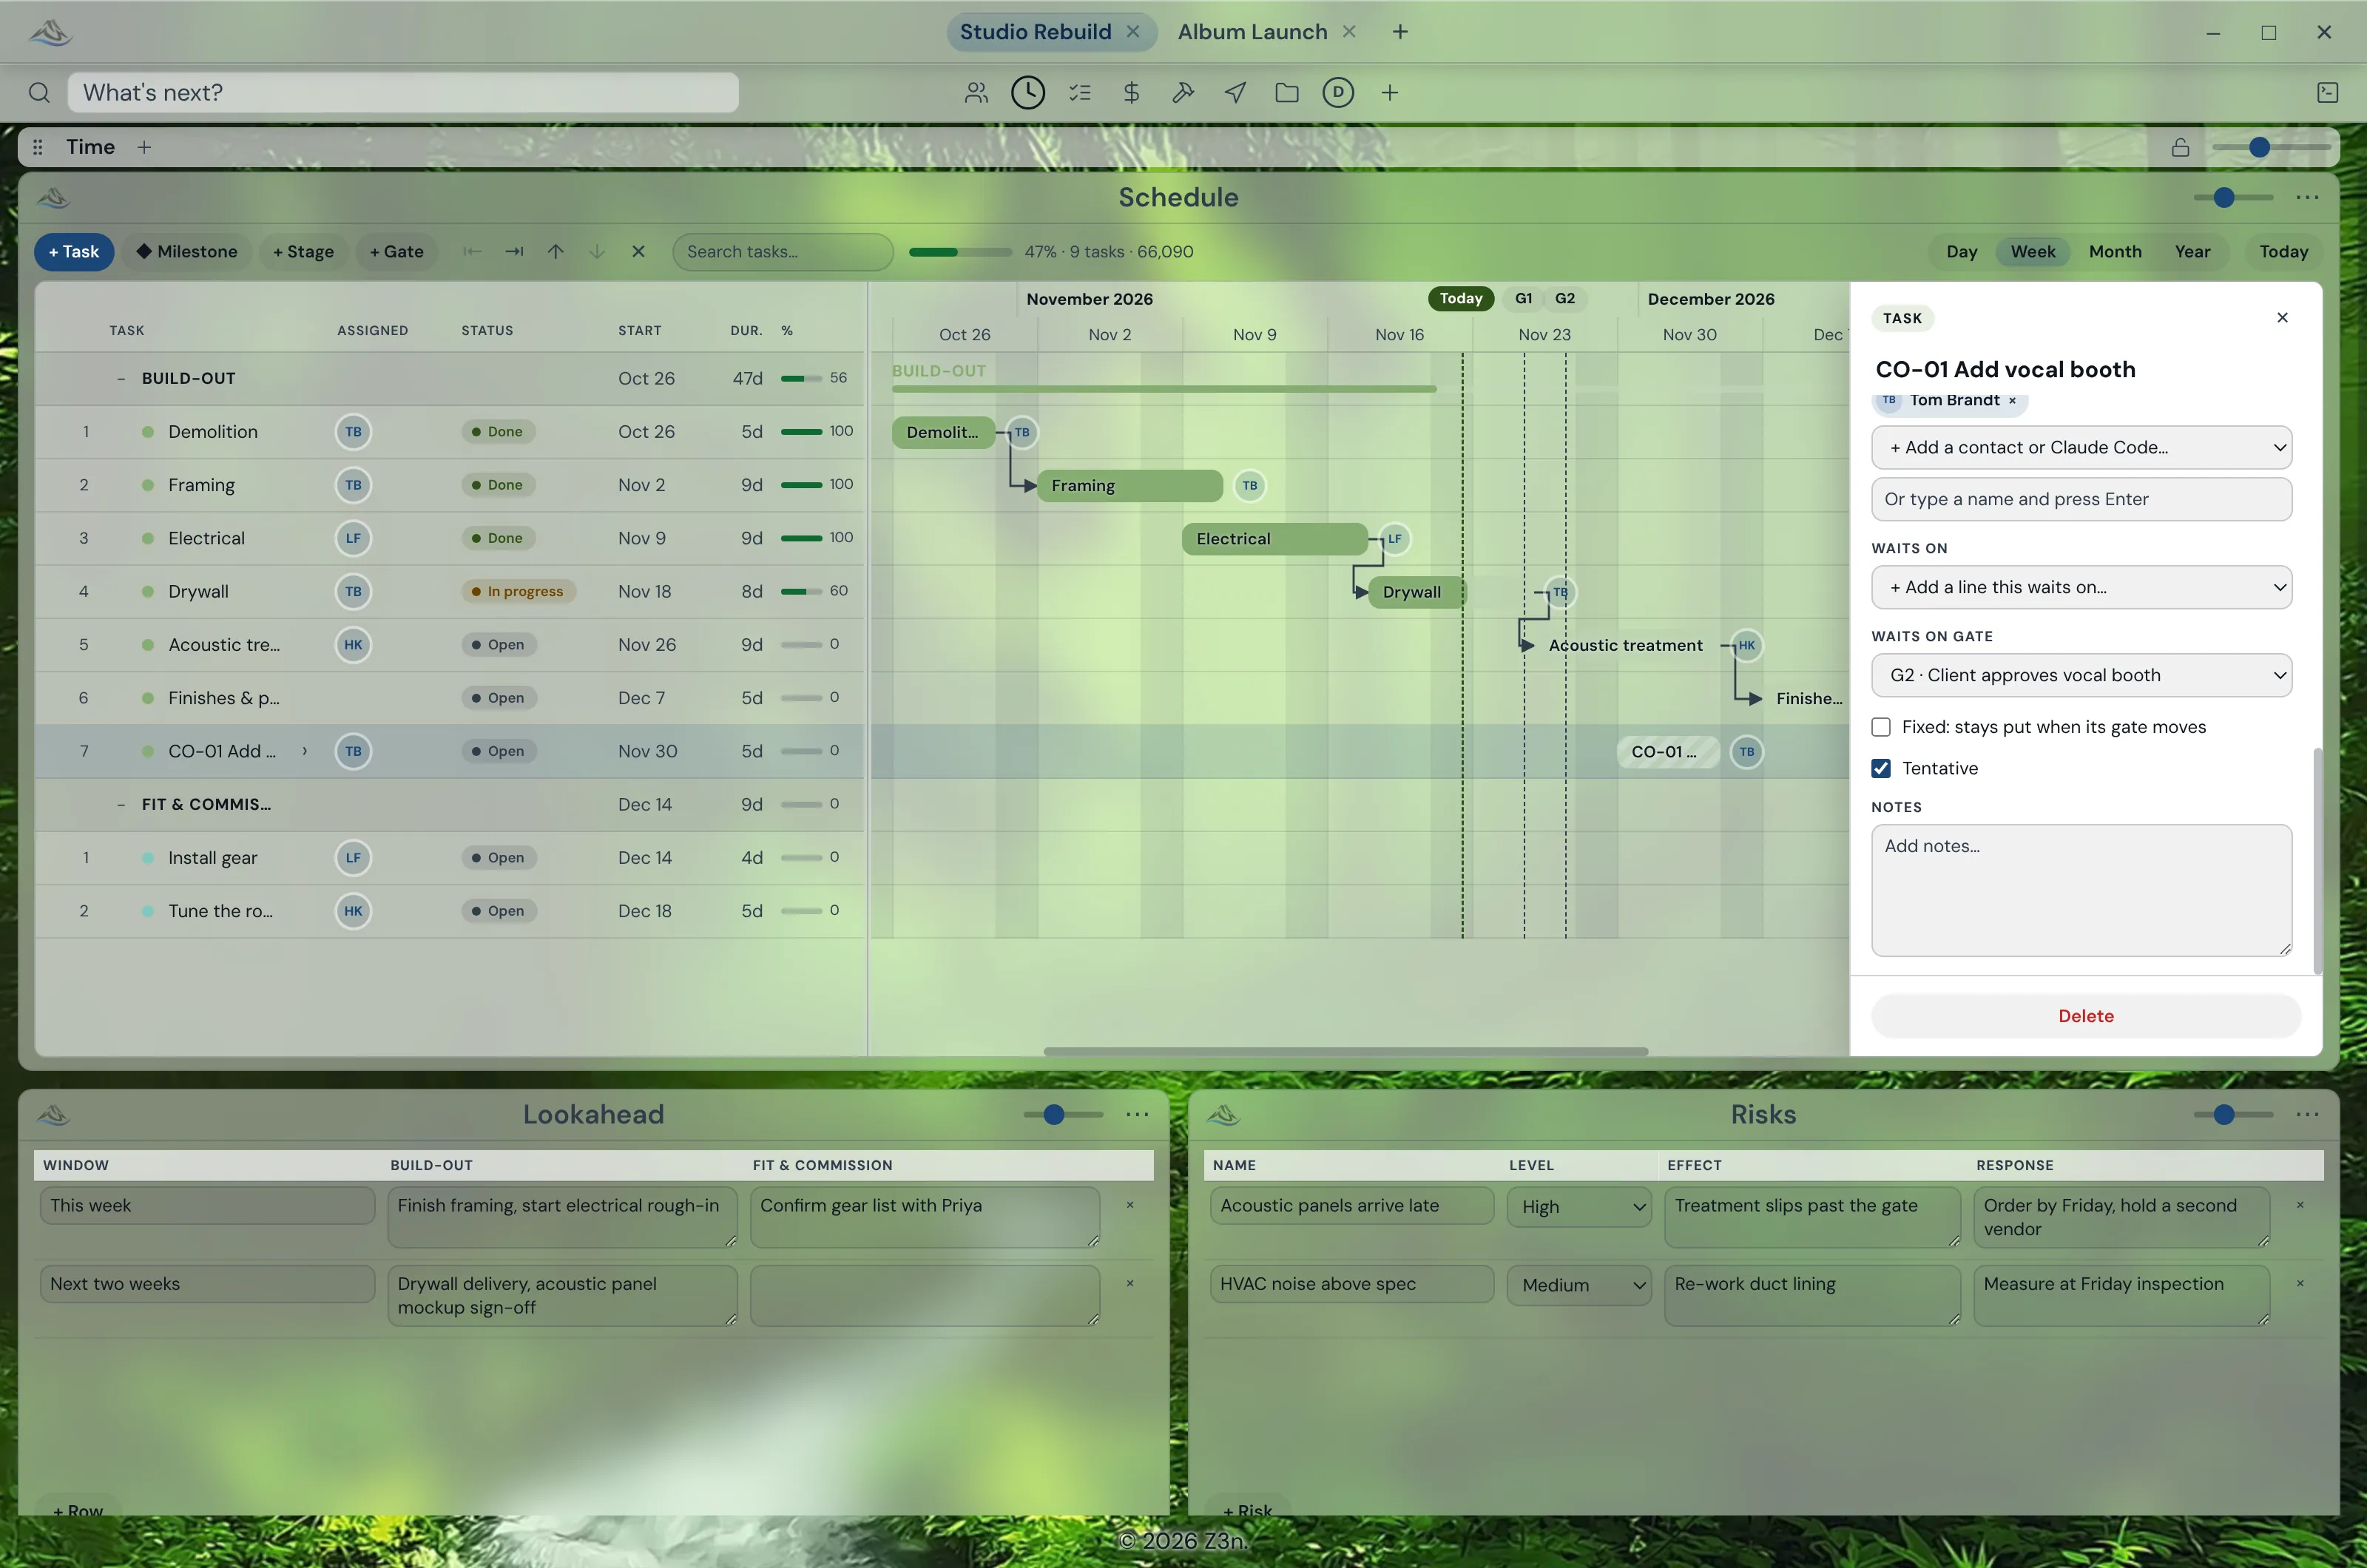 Studio Rebuild × Album Launch × +
What's next?
D
Time +
Schedule
+ Task ◆ Milestone + Stage + Gate Search tasks... 47% · 9 tasks · 66,090 Day Week Month Year Today
November 2026 Today G1 G2 December 2026
TASK ASSIGNED STATUS START DUR. %
Oct 26 Nov 2 Nov 9 Nov 16 Nov 23 Nov 30 Dec
− BUILD-OUT Oct 26 47d 56
BUILD-OUT
1 Demolition TB Done Oct 26 5d 100
Demolit... TB
2 Framing TB Done Nov 2 9d 100
Framing TB
3 Electrical LF Done Nov 9 9d 100
Electrical LF
4 Drywall TB In progress Nov 18 8d 60
Drywall TB
5 Acoustic tre... HK Open Nov 26 9d 0
Acoustic treatment HK
6 Finishes & p... Open Dec 7 5d 0
Finishe...
7 CO-01 Add ... › TB Open Nov 30 5d 0
CO-01 ... TB
− FIT & COMMIS... Dec 14 9d 0
1 Install gear LF Open Dec 14 4d 0
2 Tune the ro... HK Open Dec 18 5d 0
TASK ×
CO-01 Add vocal booth
TB Tom Brandt ×
+ Add a contact or Claude Code...
Or type a name and press Enter
WAITS ON
+ Add a line this waits on...
WAITS ON GATE
G2 · Client approves vocal booth
Fixed: stays put when its gate moves
Tentative
NOTES
Add notes...
Delete
Lookahead
WINDOW BUILD-OUT FIT & COMMISSION
This week Finish framing, start electrical rough-in Confirm gear list with Priya ×
Next two weeks Drywall delivery, acoustic panel ×
mockup sign-off
+ Row
Risks
NAME LEVEL EFFECT RESPONSE
Acoustic panels arrive late High Treatment slips past the gate Order by Friday, hold a second ×
vendor
HVAC noise above spec Medium Re-work duct lining Measure at Friday inspection ×
+ Risk
© 2026 Z3n.